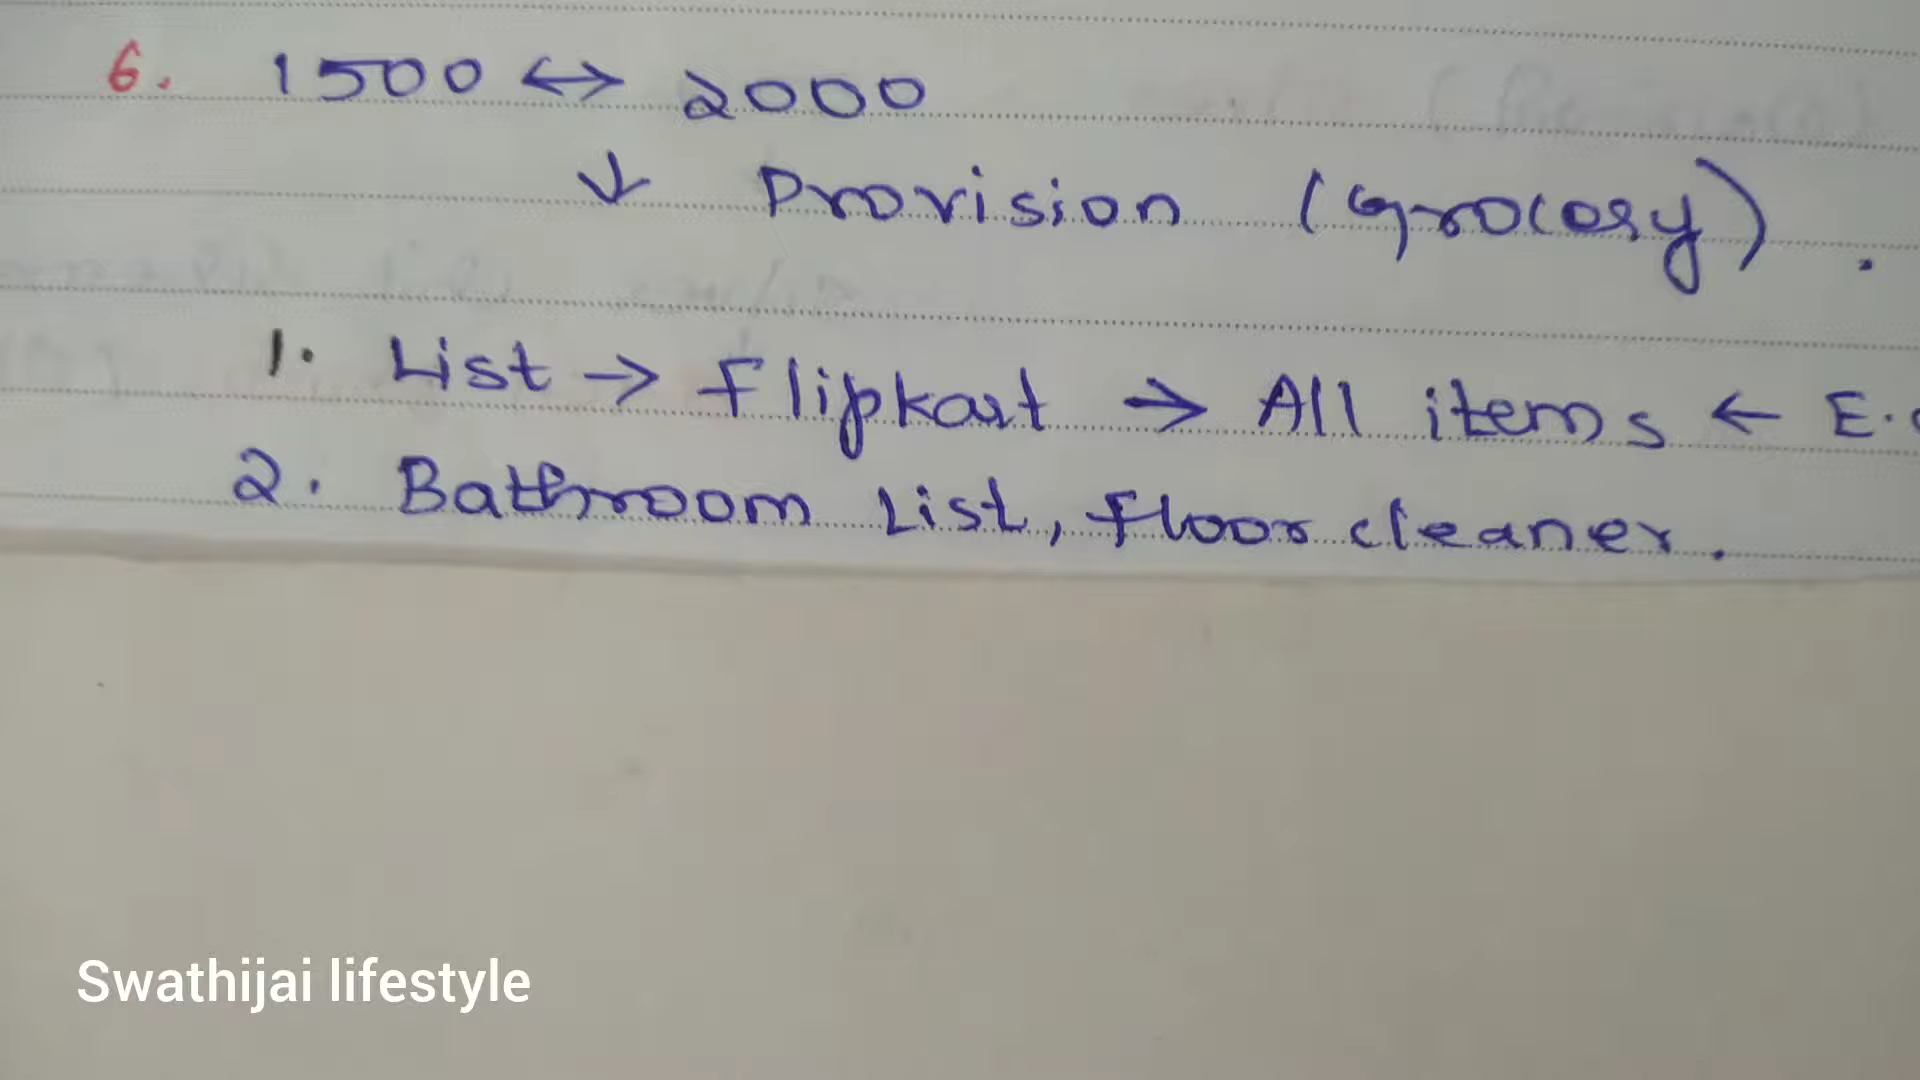 6. 1500 ↔ 2000
↓ Provision (Grocery).
1. List → Flipkart → All items ← E.
2. Bathroom List, Floor cleaner.
Swathijai lifestyle